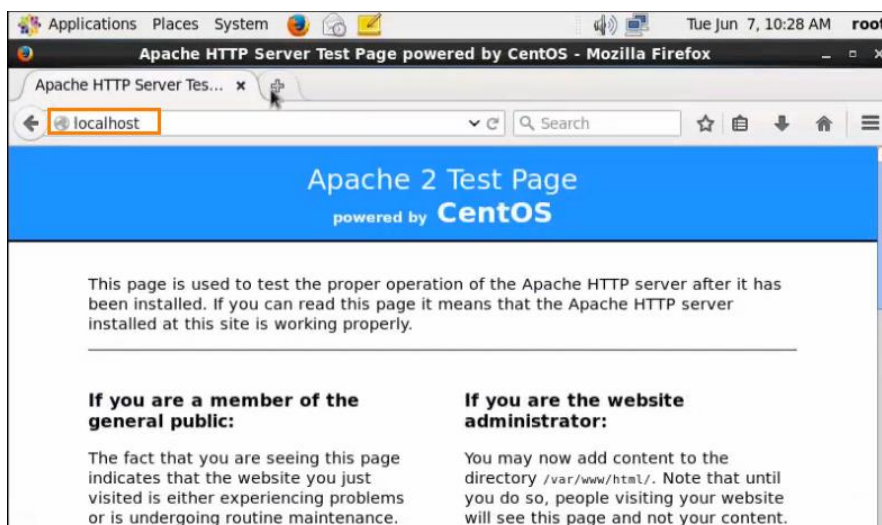 Applications Places System Tue Jun 7, 10:28 AM root
Apache HTTP Server Test Page powered by CentOS - Mozilla Firefox
Apache HTTP Server Tes...
localhost Search
Apache 2 Test Page
powered by CentOS
This page is used to test the proper operation of the Apache HTTP server after it has
been installed. If you can read this page it means that the Apache HTTP server
installed at this site is working properly.
If you are a member of the
general public:
The fact that you are seeing this page
indicates that the website you just
visited is either experiencing problems
or is undergoing routine maintenance.
If you are the website
administrator:
You may now add content to the
directory /var/www/html/. Note that until
you do so, people visiting your website
will see this page and not your content.